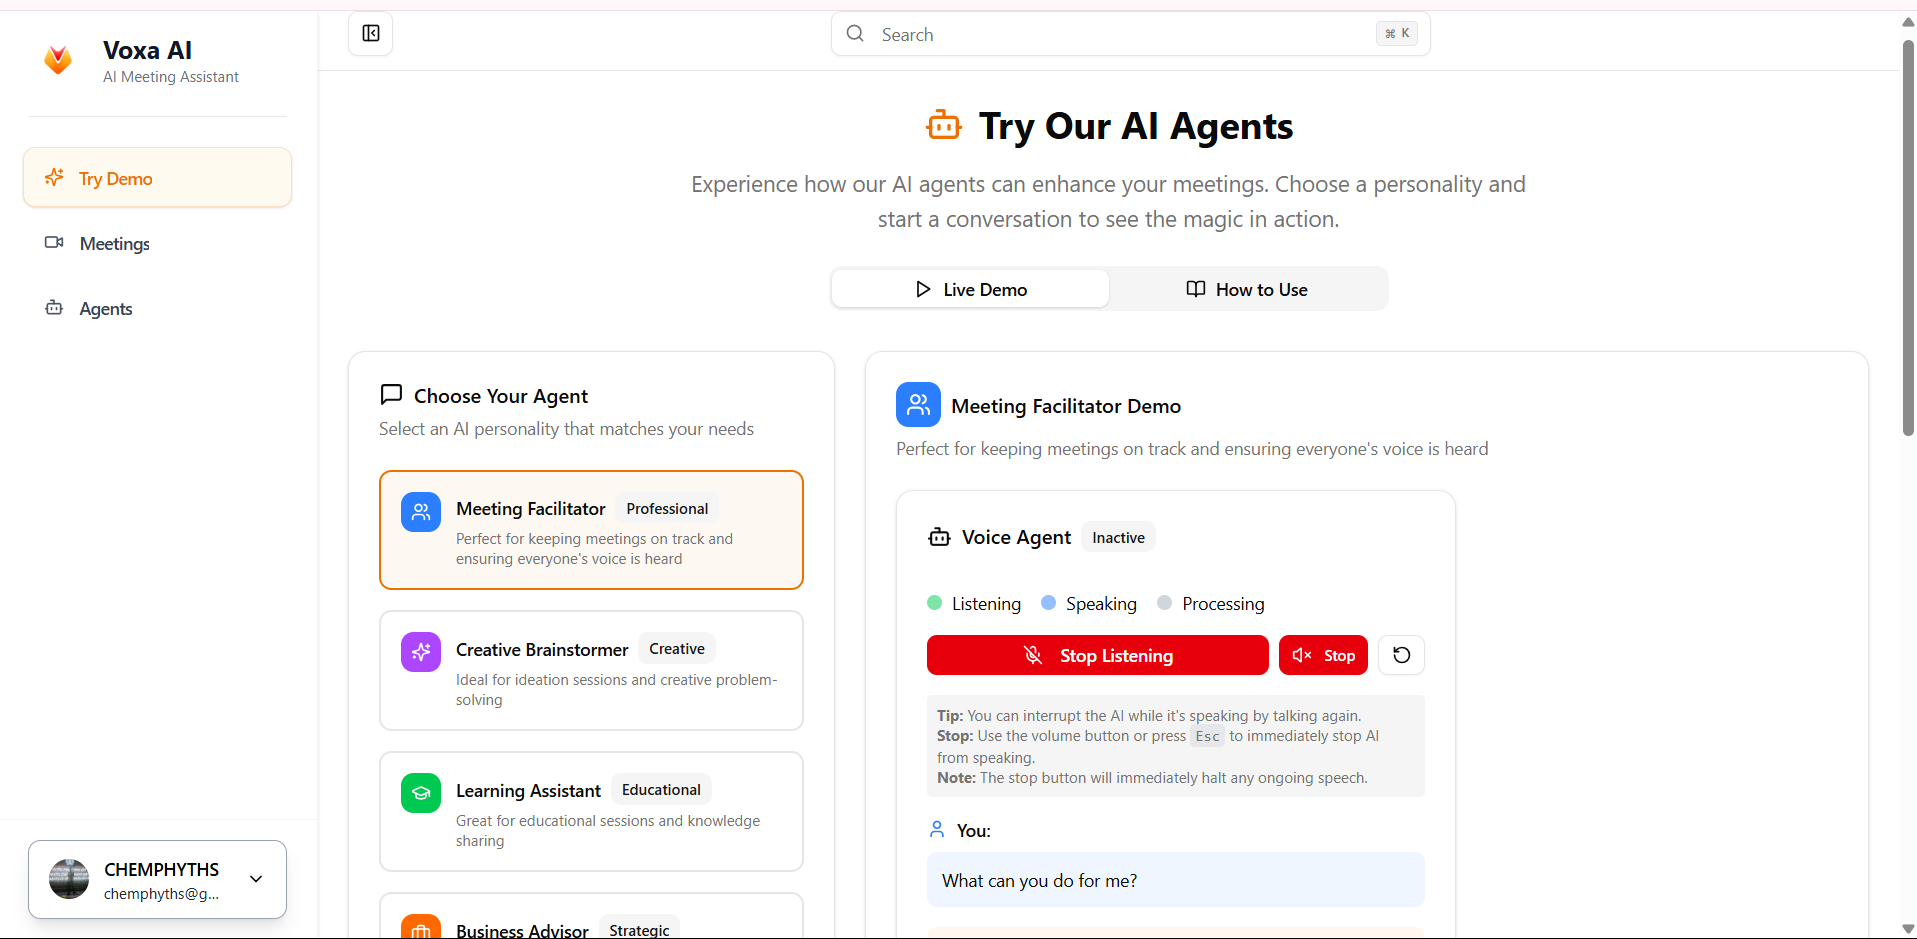 Voxa AI
AI Meeting Assistant
Try Demo
Meetings
Agents
CHEMPHYTHS
chemphyths@g...
Search
⌘ K
Try Our AI Agents
Experience how our AI agents can enhance your meetings. Choose a personality and
start a conversation to see the magic in action.
Live Demo
How to Use
Choose Your Agent
Select an AI personality that matches your needs
Meeting Facilitator Professional
Perfect for keeping meetings on track and
ensuring everyone's voice is heard
Creative Brainstormer Creative
Ideal for ideation sessions and creative problem-
solving
Learning Assistant Educational
Great for educational sessions and knowledge
sharing
Business Advisor Strategic
Meeting Facilitator Demo
Perfect for keeping meetings on track and ensuring everyone's voice is heard
Voice Agent Inactive
Listening Speaking Processing
Stop Listening Stop
Tip: You can interrupt the AI while it's speaking by talking again.
Stop: Use the volume button or press Esc to immediately stop AI
from speaking.
Note: The stop button will immediately halt any ongoing speech.
You:
What can you do for me?